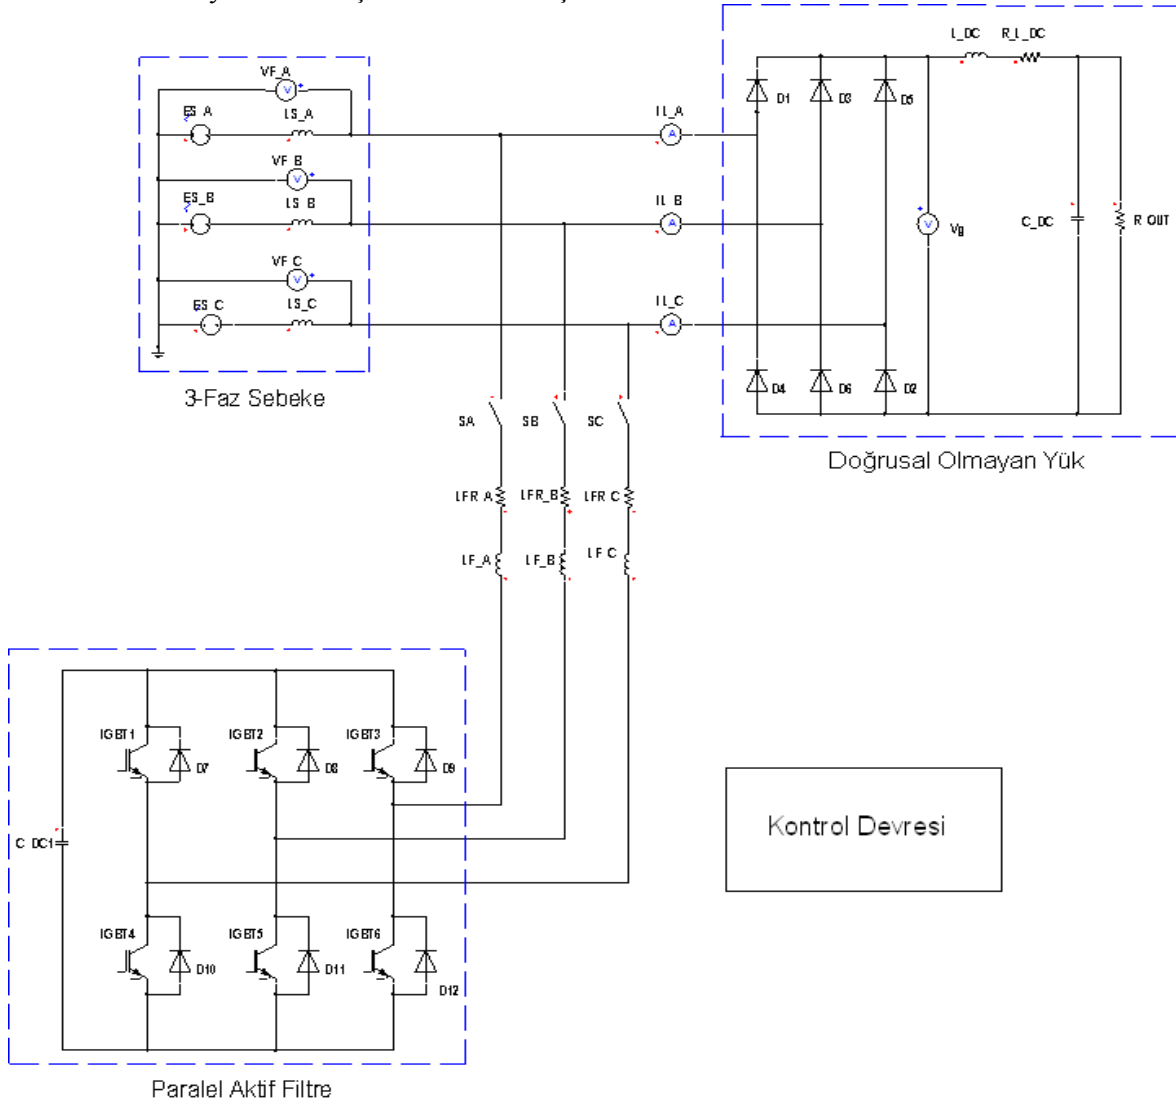 L_DC R_L_DC
VF_A
D1 D3 D5
ES_A LS_A IL_A
VF_B
ES_B LS_B IL_B
C_DC R_OUT
Vg
VF_C
ES_C LS_C IL_C
D4 D6 D2
3-Faz Sebeke
SA SB SC
Doğrusal Olmayan Yük
LFR_A LFR_B LFR_C
LF_A LF_B LF_C
IGBT1 IGBT2 IGBT3
D7 D8 D9
Kontrol Devresi
C_DC1
IGBT4 IGBT5 IGBT6
D10 D11
D12
Paralel Aktif Filtre